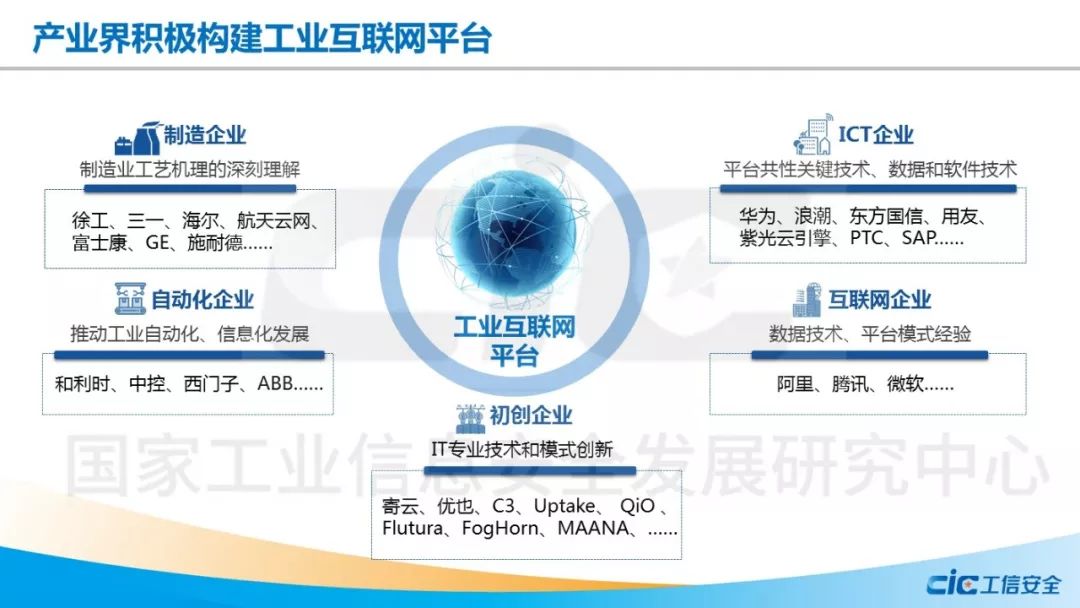 产业界积极构建工业互联网平台
制造企业
制造业工艺机理的深刻理解
徐工、三一、海尔、航天云网、
富士康、GE、施耐德......
自动化企业
推动工业自动化、信息化发展
和利时、中控、西门子、ABB......
工业互联网
平台
ICT企业
平台共性关键技术、数据和软件技术
华为、浪潮、东方国信、用友、
紫光云引擎、PTC、SAP......
互联网企业
数据技术、平台模式经验
阿里、腾讯、微软......
初创企业
IT专业技术和模式创新
寄云、优也、C3、Uptake、 QiO 、
Flutura、FogHorn、MAANA、......
国家工业信息安全发展研究中心
CIC 工信安全